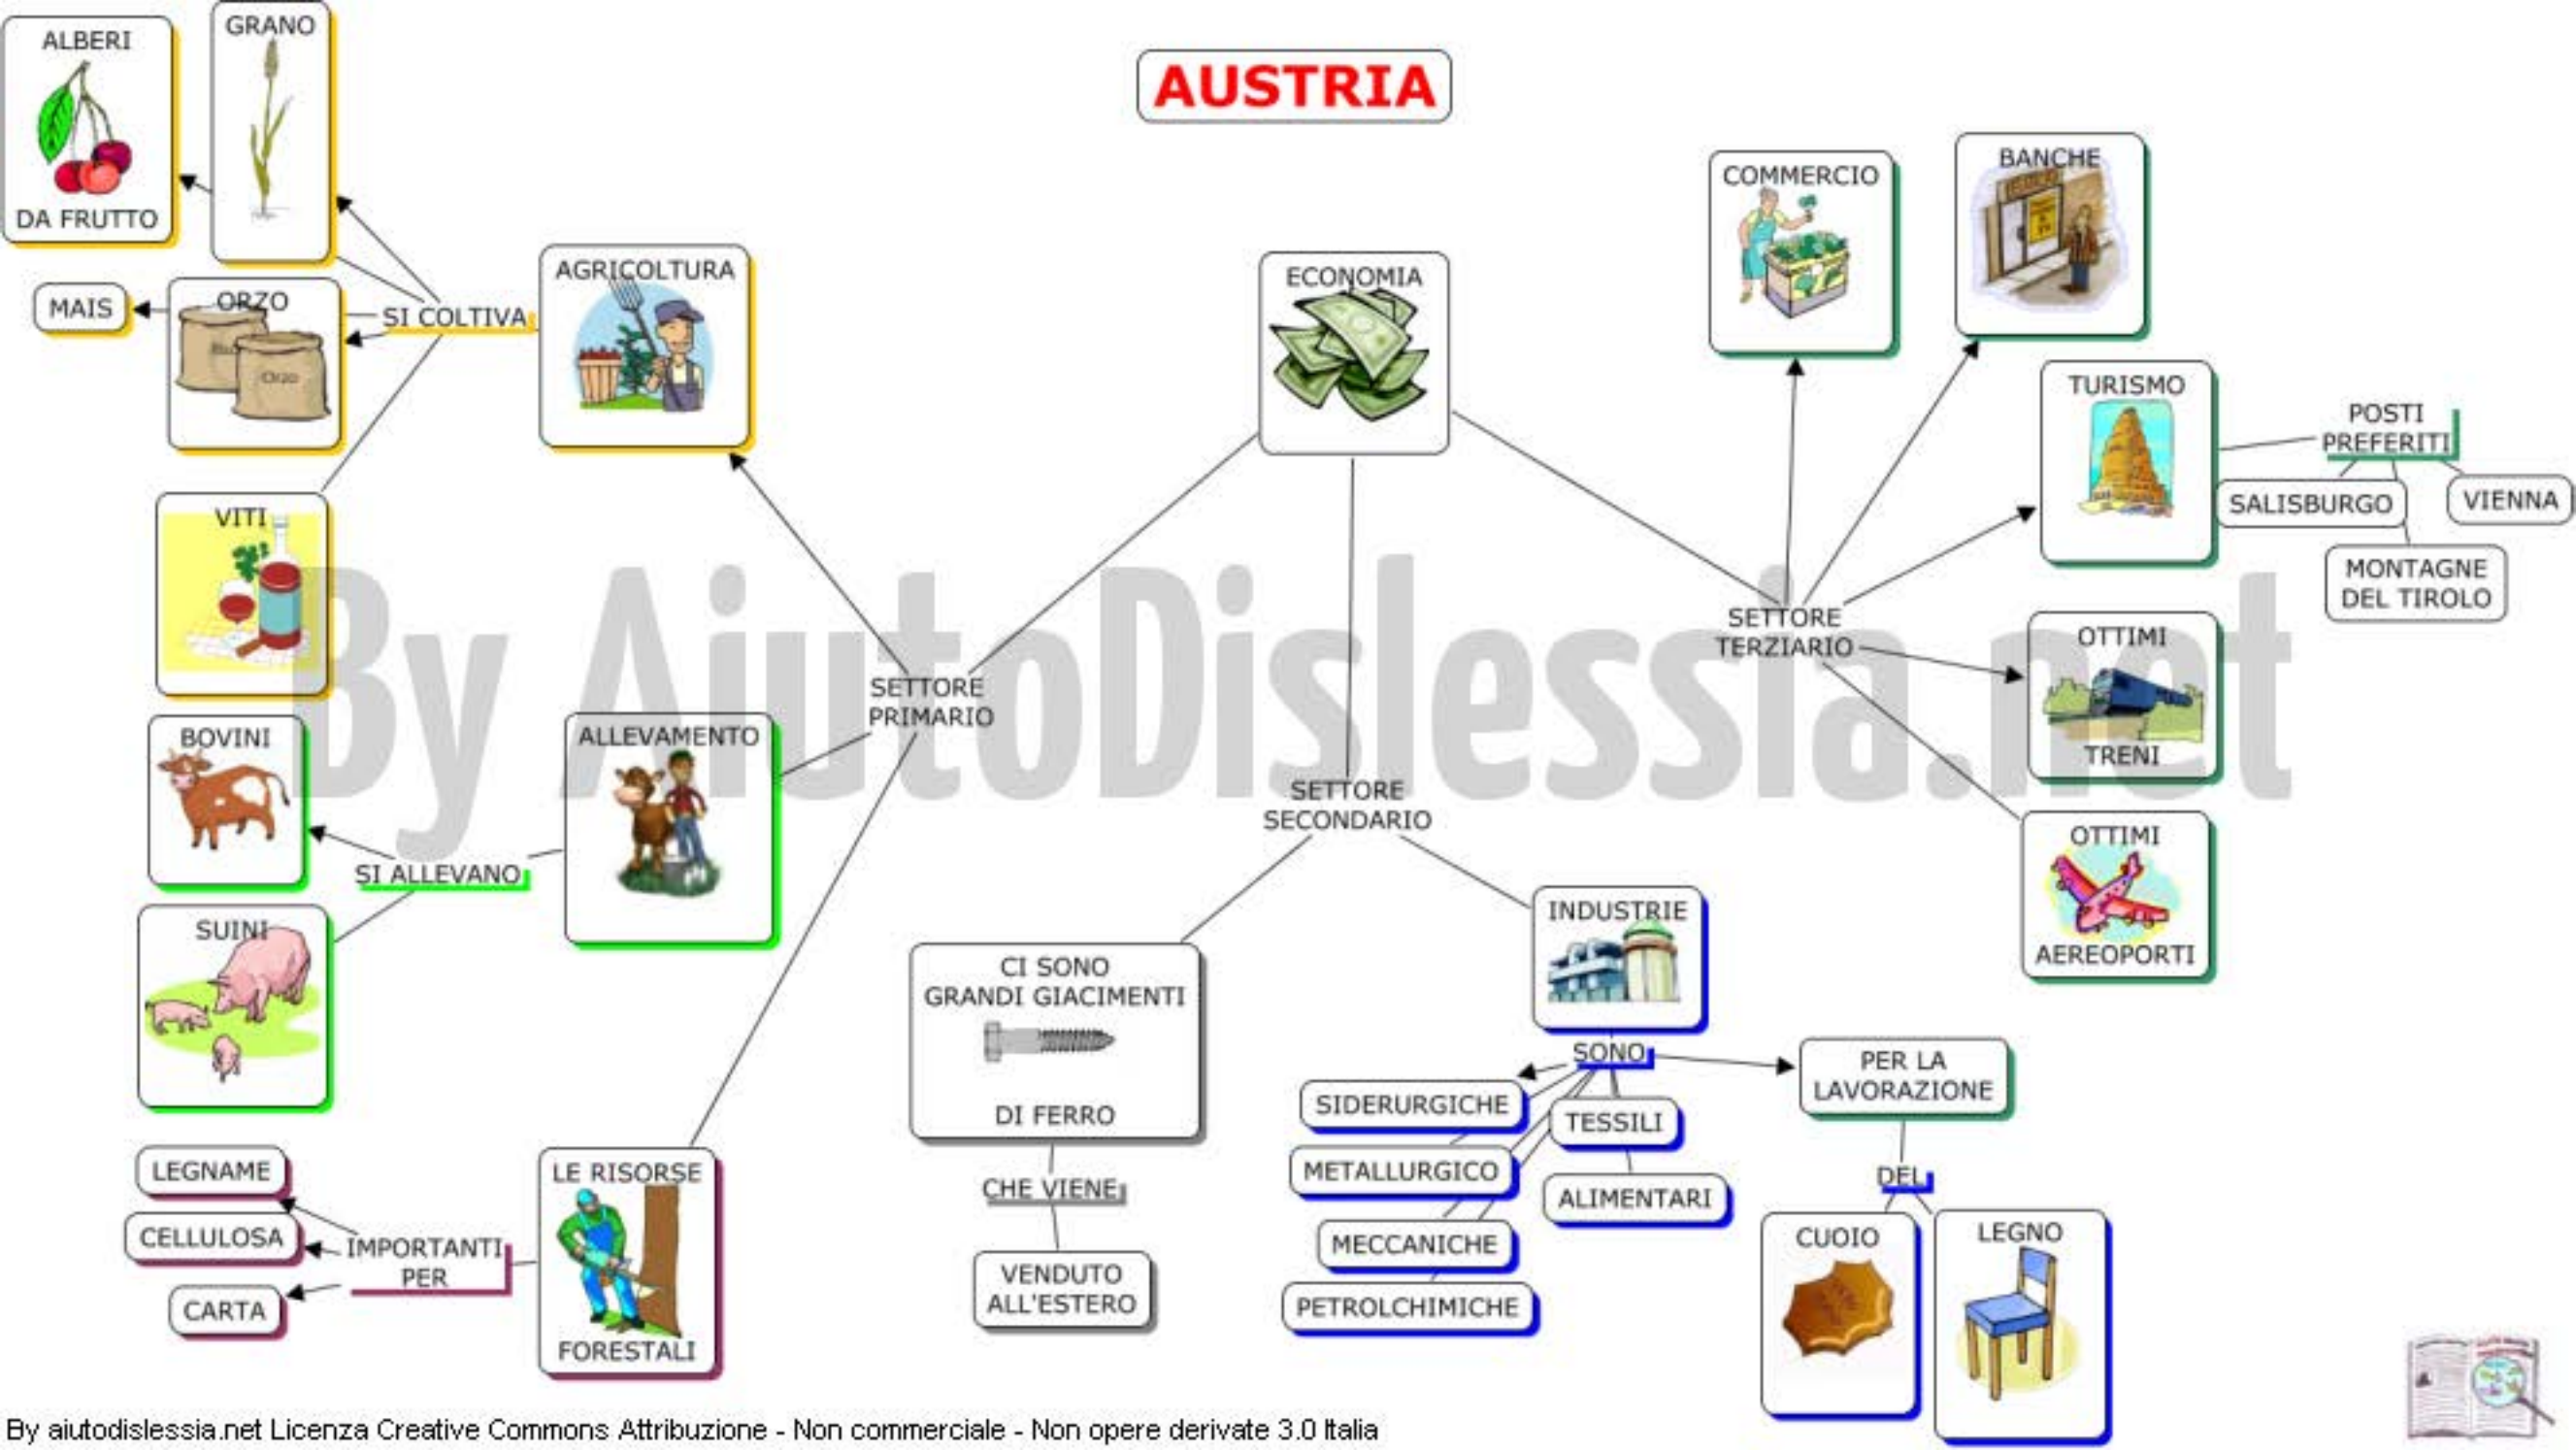 AUSTRIA
ECONOMIA
SETTORE
PRIMARIO
AGRICOLTURA
SI COLTIVA
ALBERI
DA FRUTTO
GRANO
MAIS
ORZO
Orzo
VITI
ALLEVAMENTO
SI ALLEVANO
BOVINI
SUINI
LE RISORSE
FORESTALI
IMPORTANTI
PER
LEGNAME
CELLULOSA
CARTA
SETTORE
SECONDARIO
CI SONO
GRANDI GIACIMENTI
DI FERRO
CHE VIENE
VENDUTO
ALL'ESTERO
INDUSTRIE
SONO
SIDERURGICHE
METALLURGICO
MECCANICHE
PETROLCHIMICHE
TESSILI
ALIMENTARI
PER LA
LAVORAZIONE
DEL
CUOIO
LEGNO
SETTORE
TERZIARIO
COMMERCIO
BANCHE
TURISMO
POSTI
PREFERITI
SALISBURGO
VIENNA
MONTAGNE
DEL TIROLO
OTTIMI
TRENI
OTTIMI
AEREOPORTI
By AiutoDislessia.net
By aiutodislessia.net Licenza Creative Commons Attribuzione - Non commerciale - Non opere derivate 3.0 Italia